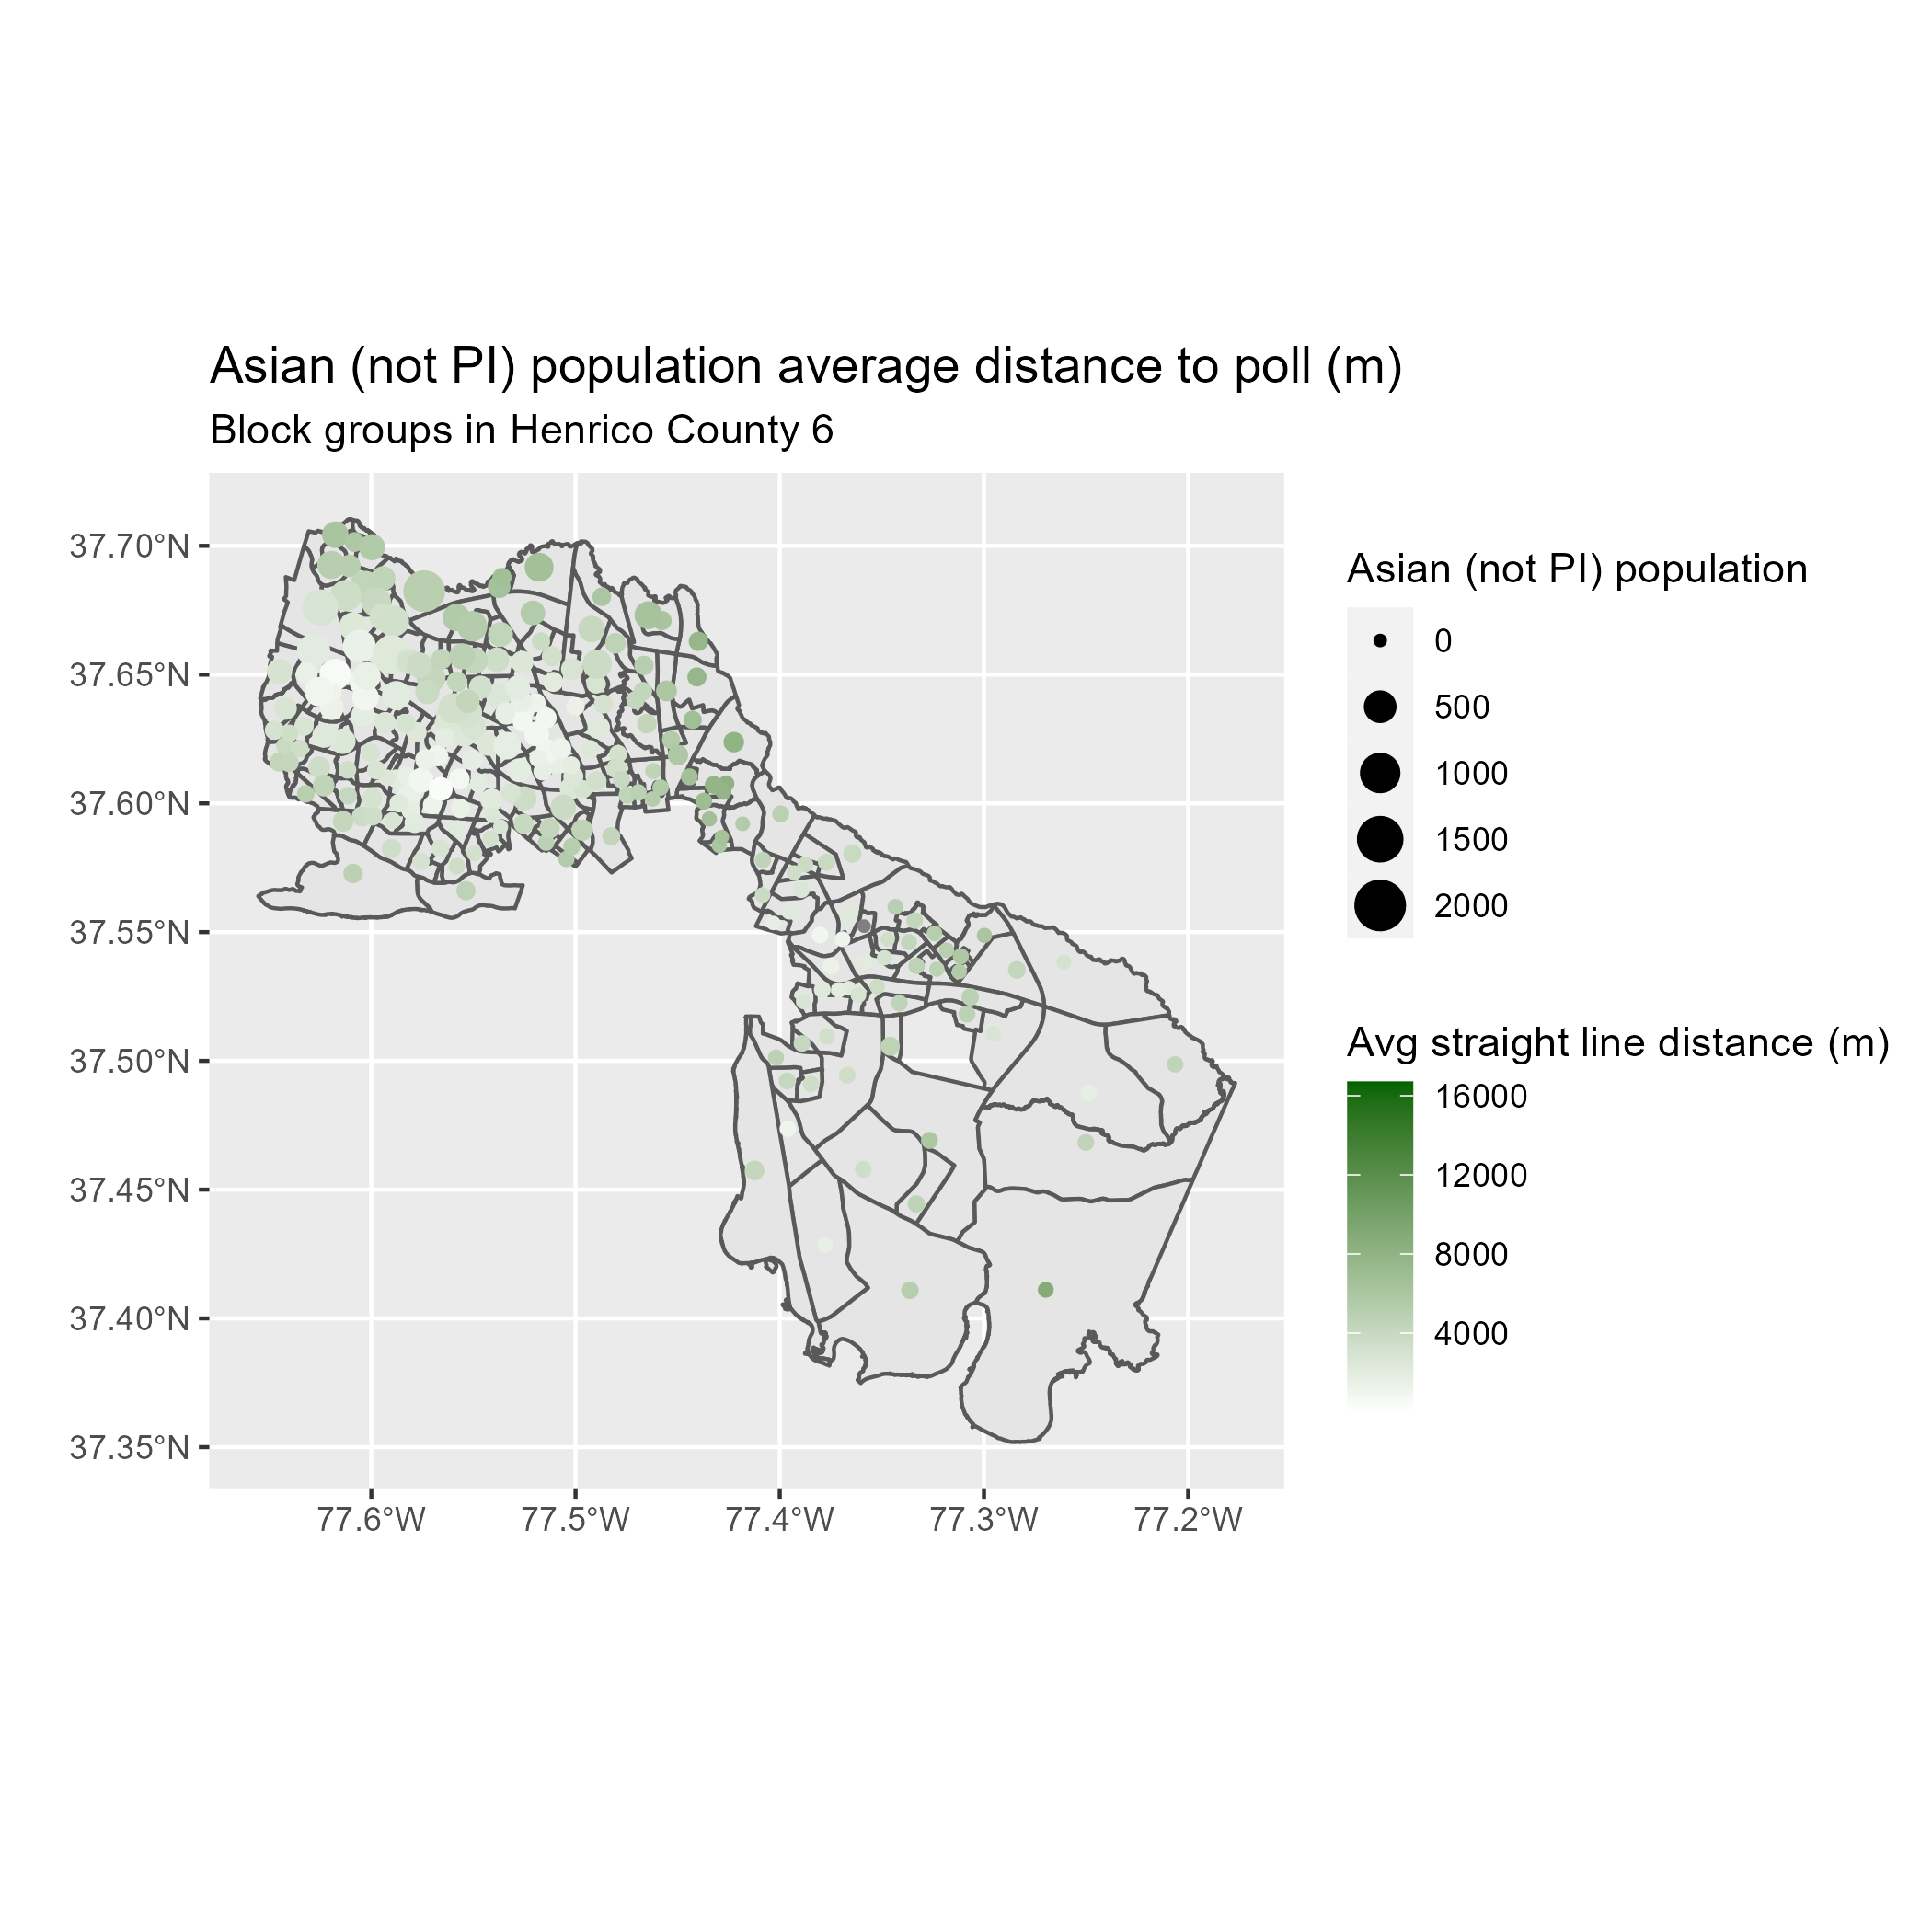 Asian (not PI) population average distance to poll (m)
Block groups in Henrico County 6
37.70°N
37.65°N
37.60°N
37.55°N
37.50°N
37.45°N
37.40°N
37.35°N
77.6°W
77.5°W
77.4°W
77.3°W
77.2°W
Asian (not PI) population
0
500
1000
1500
2000
Avg straight line distance (m)
16000
12000
8000
4000